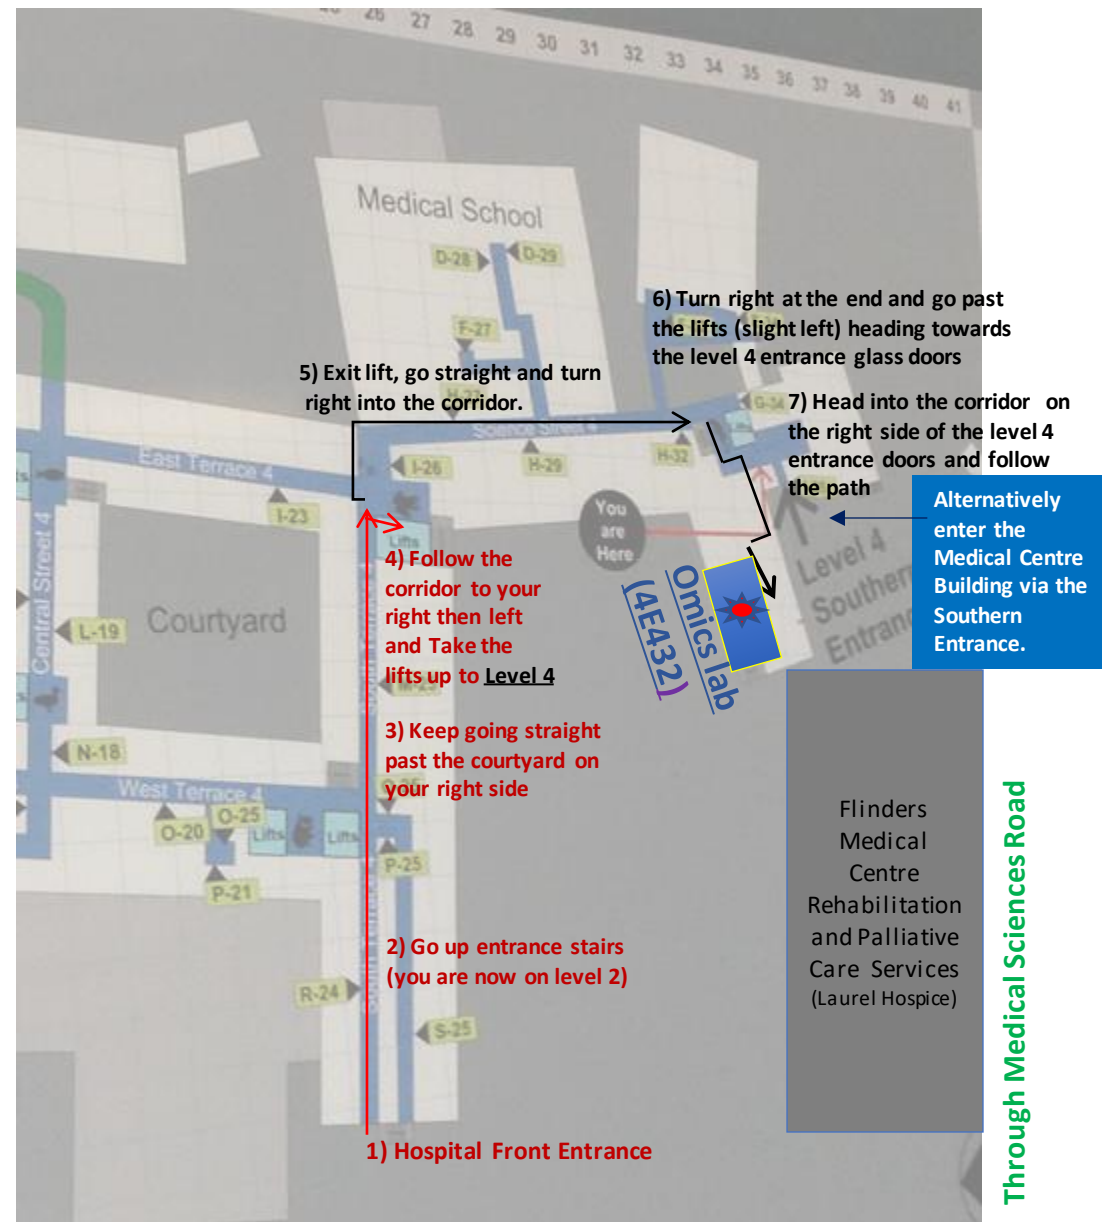 26 27 28 29 30 31 32 33 34 35 36 37 38 39 40 41
Medical School
D-28
D-29
F-27
6) Turn right at the end and go past
the lifts (slight left) heading towards
the level 4 entrance glass doors
5) Exit lift, go straight and turn
right into the corridor.
G-34
7) Head into the corridor on
the right side of the level 4
entrance doors and follow
the path
Science Street 4
H-29
H-32
East Terrace 4
I-26
I-23
Lifts
You
are
Here
Alternatively
enter the
Medical Centre
Building via the
Southern
Entrance.
Level 4
Southern
Entrance
4) Follow the
corridor to your
right then left
and Take the
lifts up to Level 4
Omics lab
(4E432)
Central Street 4
Courtyard
L-19
M-25
3) Keep going straight
past the courtyard on
your right side
N-18
West Terrace 4
O-20
O-25
Lifts
Lifts
P-25
P-21
Flinders
Medical
Centre
Rehabilitation
and Palliative
Care Services
(Laurel Hospice)
2) Go up entrance stairs
(you are now on level 2)
R-24
S-25
1) Hospital Front Entrance
Through Medical Sciences Road